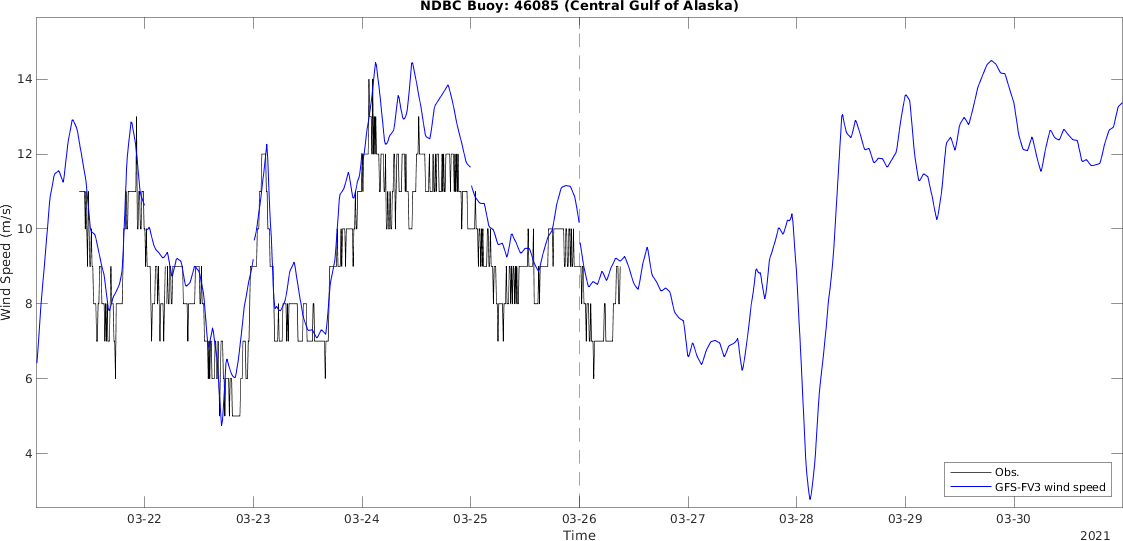 NDBC Buoy: 46085 (Central Gulf of Alaska)
14
12
10
8
6
4
Wind Speed (m/s)
Obs.
GFS-FV3 wind speed
03-22 03-23 03-24 03-25 03-26 03-27 03-28 03-29 03-30
Time
2021